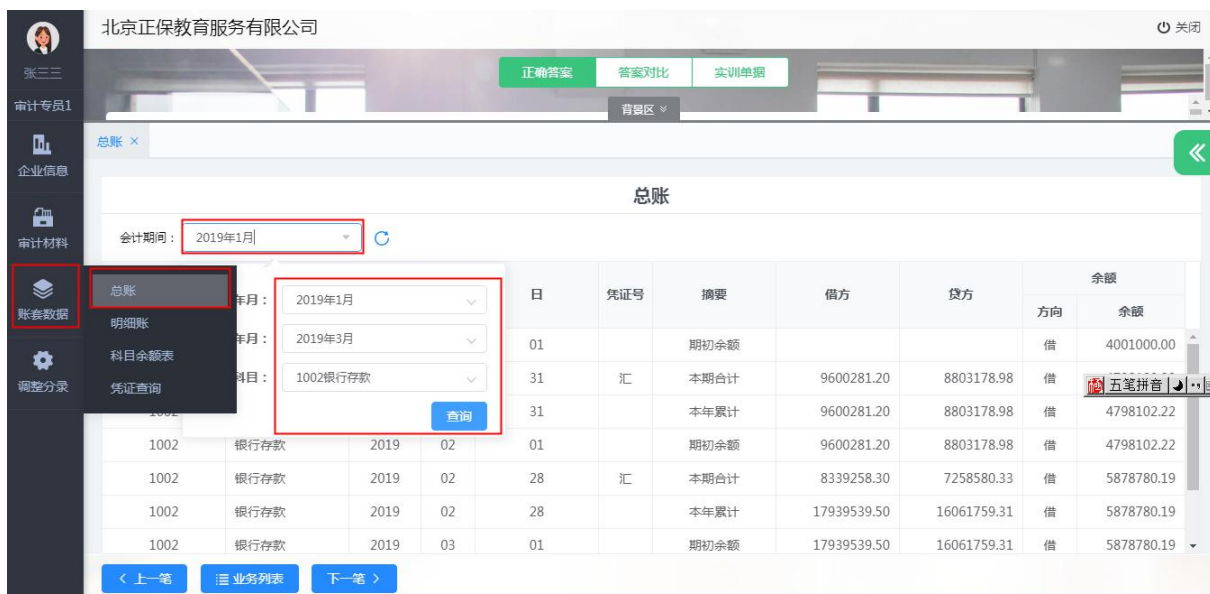 北京正保教育服务有限公司
关闭
张三三
审计专员1
正确答案 答案对比 实训单据
背景区
企业信息
审计材料
账套数据
调整分录
总账 ×
总账
会计期间： 2019年1月
总账
明细账
科目余额表
凭证查询
年月： 2019年1月
年月： 2019年3月
科目： 1002银行存款
查询
日 凭证号 摘要 借方 贷方 余额
方向 余额
01 期初余额 借 4001000.00
31 汇 本期合计 9600281.20 8803178.98 借
五笔拼音
31 本年累计 9600281.20 8803178.98 借 4798102.22
1002 银行存款 2019 02 01 期初余额 9600281.20 8803178.98 借 4798102.22
1002 银行存款 2019 02 28 汇 本期合计 8339258.30 7258580.33 借 5878780.19
1002 银行存款 2019 02 28 本年累计 17939539.50 16061759.31 借 5878780.19
1002 银行存款 2019 03 01 期初余额 17939539.50 16061759.31 借 5878780.19
上一笔 业务列表 下一笔